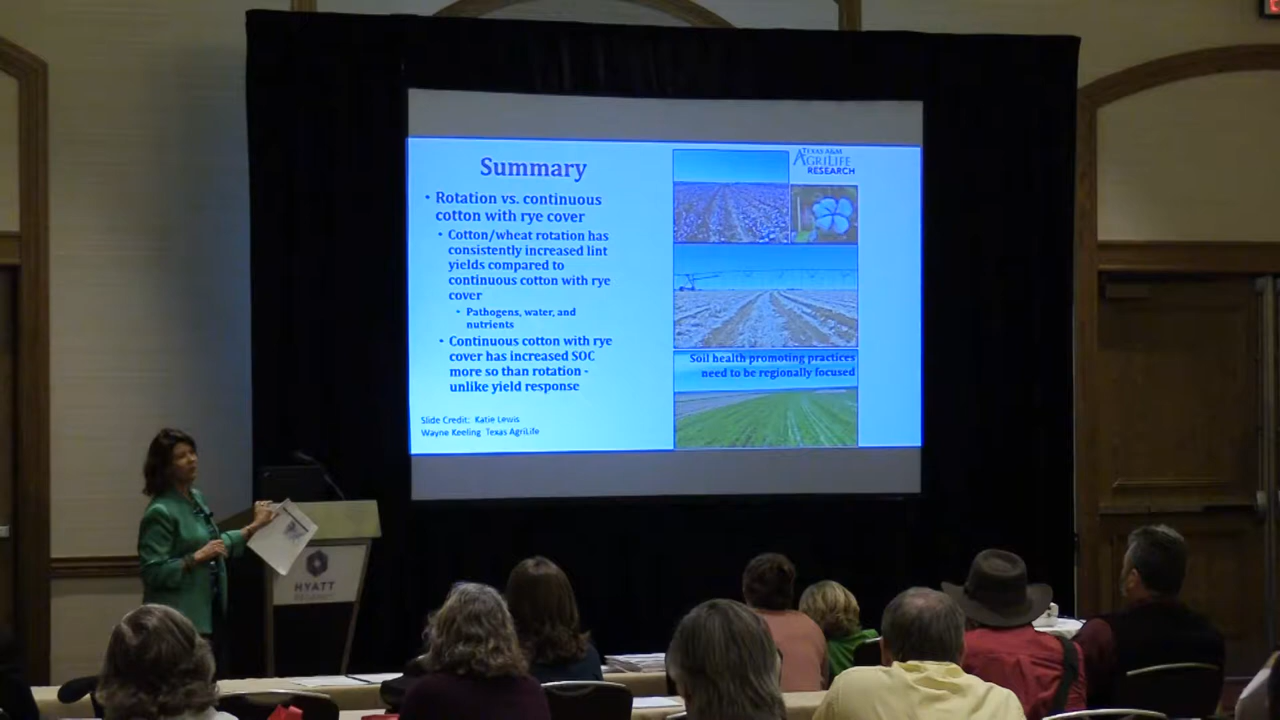 Summary
• Rotation vs. continuous
cotton with rye cover
• Cotton/wheat rotation has
consistently increased lint
yields compared to
continuous cotton with rye
cover
• Pathogens, water, and
nutrients
• Continuous cotton with rye
cover has increased SOC
more so than rotation -
unlike yield response
Slide Credit: Katie Lewis
Wayne Keeling Texas AgriLife
TEXAS A&M
AGRILIFE
RESEARCH
Soil health promoting practices
need to be regionally focused
HYATT
REGENCY